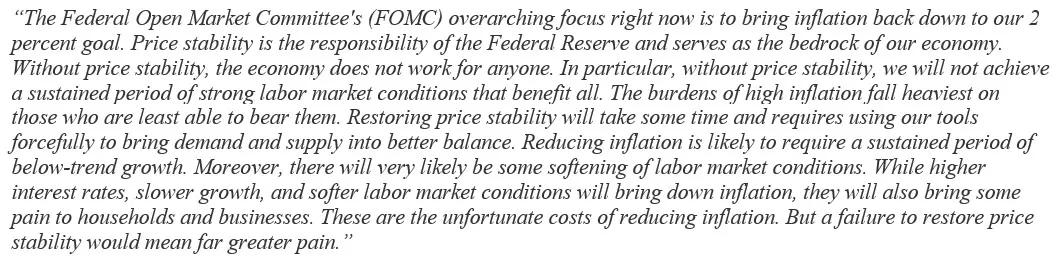 “The Federal Open Market Committee's (FOMC) overarching focus right now is to bring inflation back down to our 2
percent goal. Price stability is the responsibility of the Federal Reserve and serves as the bedrock of our economy.
Without price stability, the economy does not work for anyone. In particular, without price stability, we will not achieve
a sustained period of strong labor market conditions that benefit all. The burdens of high inflation fall heaviest on
those who are least able to bear them. Restoring price stability will take some time and requires using our tools
forcefully to bring demand and supply into better balance. Reducing inflation is likely to require a sustained period of
below-trend growth. Moreover, there will very likely be some softening of labor market conditions. While higher
interest rates, slower growth, and softer labor market conditions will bring down inflation, they will also bring some
pain to households and businesses. These are the unfortunate costs of reducing inflation. But a failure to restore price
stability would mean far greater pain.”